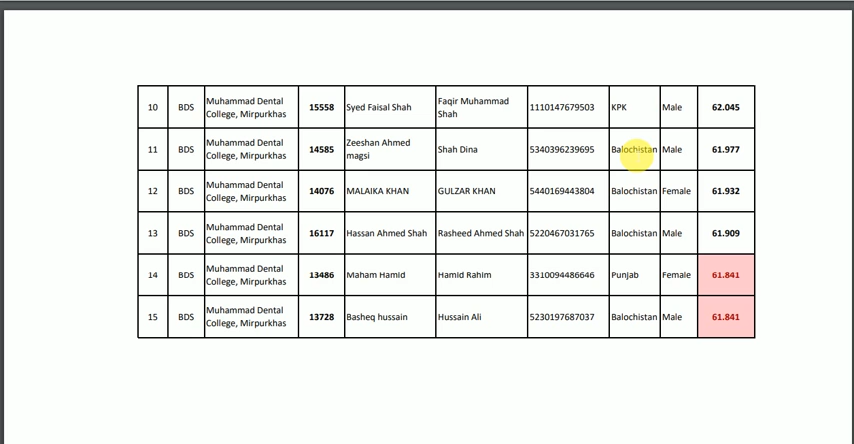 10 BDS Muhammad Dental College, Mirpurkhas 15558 Syed Faisal Shah Faqir Muhammad Shah 1110147679503 KPK Male 62.045
11 BDS Muhammad Dental College, Mirpurkhas 14585 Zeeshan Ahmed magsi Shah Dina 5340396239695 Balochistan Male 61.977
12 BDS Muhammad Dental College, Mirpurkhas 14076 MALAIKA KHAN GULZAR KHAN 5440169443804 Balochistan Female 61.932
13 BDS Muhammad Dental College, Mirpurkhas 16117 Hassan Ahmed Shah Rasheed Ahmed Shah 5220467031765 Balochistan Male 61.909
14 BDS Muhammad Dental College, Mirpurkhas 13486 Maham Hamid Hamid Rahim 3310094486646 Punjab Female 61.841
15 BDS Muhammad Dental College, Mirpurkhas 13728 Basheq hussain Hussain Ali 5230197687037 Balochistan Male 61.841